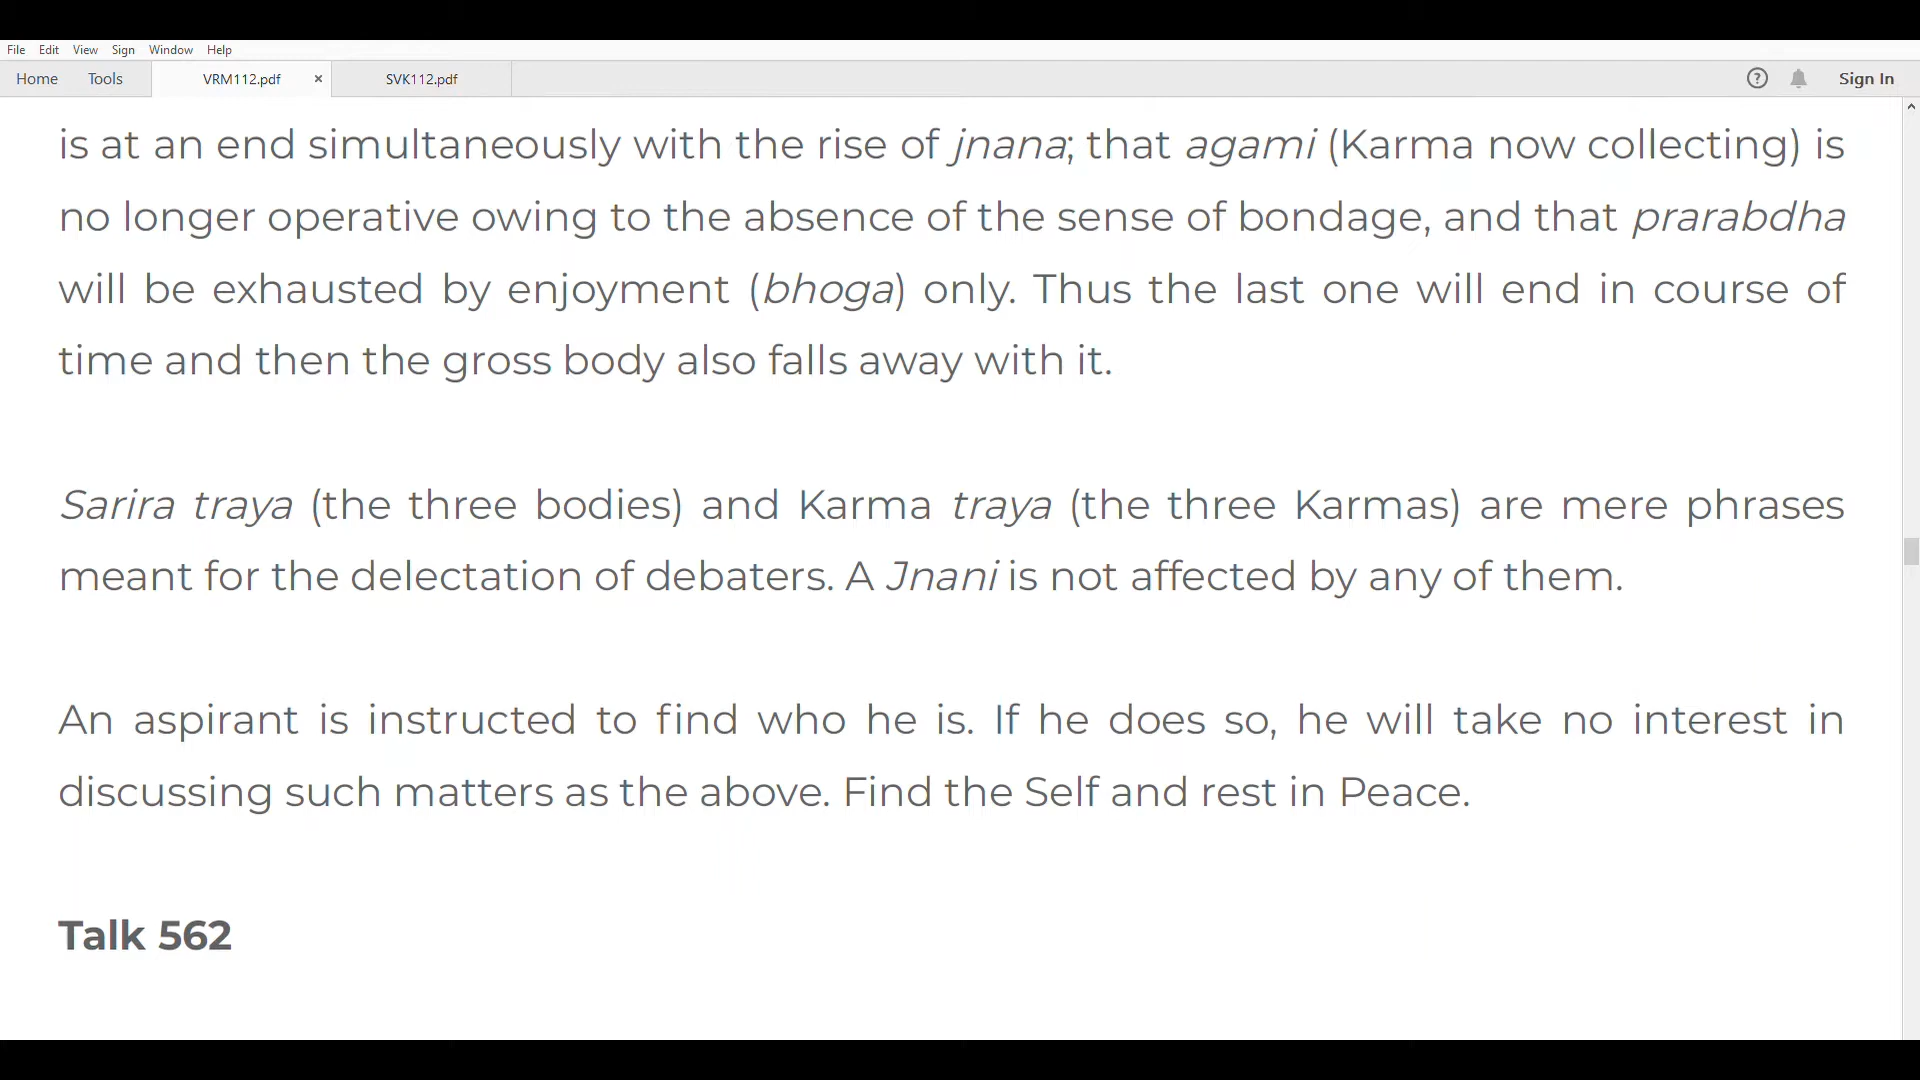 File Edit View Sign Window Help
Home Tools VRM112.pdf × SVK112.pdf ? Sign In
is at an end simultaneously with the rise of jnana; that agami (Karma now collecting) is
no longer operative owing to the absence of the sense of bondage, and that prarabdha
will be exhausted by enjoyment (bhoga) only. Thus the last one will end in course of
time and then the gross body also falls away with it.
Sarira traya (the three bodies) and Karma traya (the three Karmas) are mere phrases
meant for the delectation of debaters. A Jnani is not affected by any of them.
An aspirant is instructed to find who he is. If he does so, he will take no interest in
discussing such matters as the above. Find the Self and rest in Peace.
Talk 562